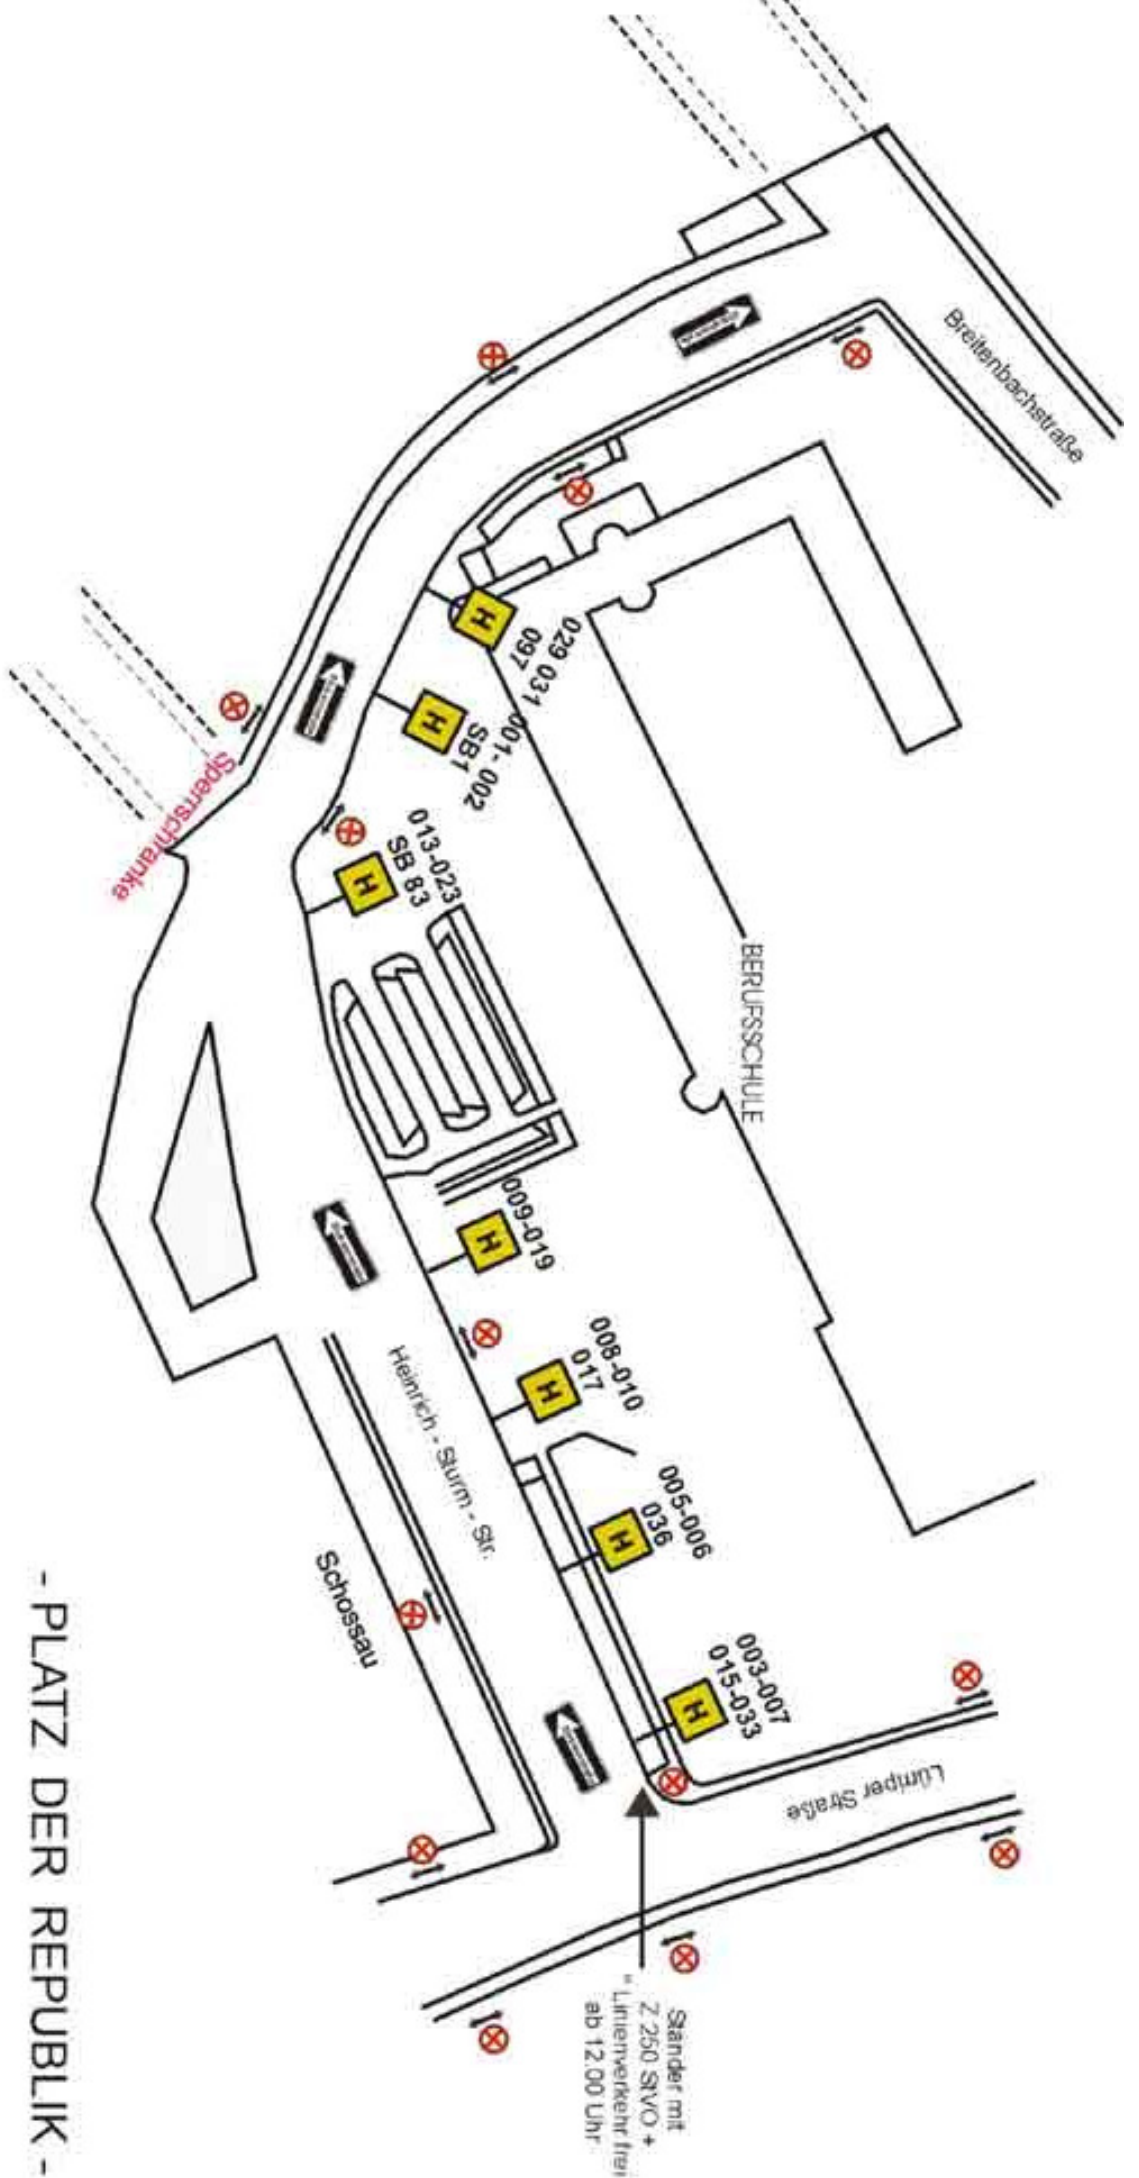 Breitenbachstraße
029 031
097
001- 002
SB1
Sperrschranke
013-023
SB 83
BERUFSSCHULE
009-019
008-010
017
Heinrich - Sturm - Str.
005-006
036
Schossau
003-007
015-033
Lümper Straße
Ständer mit
Z 250 StVO +
" Linienverkehr frei
ab 12.00 Uhr
- PLATZ DER REPUBLIK -
H
H
H
H
H
H
H